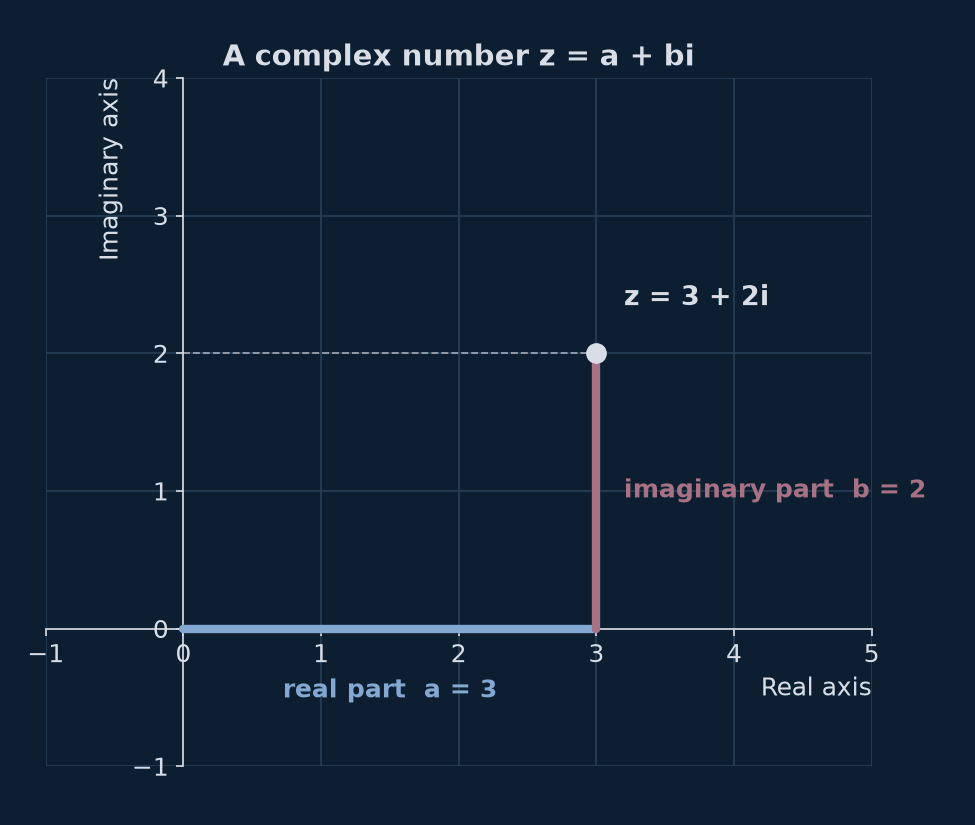 A complex number z = a + bi
Imaginary axis
4
3
z = 3 + 2i
2
imaginary part b = 2
1
0
−1 0 1 2 3 4 5
real part a = 3
Real axis
−1